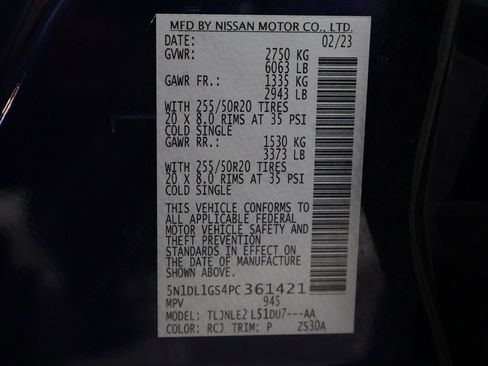 MFD BY NISSAN MOTOR CO., LTD.
DATE: 02/23
GVWR: 2750 KG
6063 LB
GAWR FR.: 1335 KG
2943 LB
WITH 255/50R20 TIRES
20 X 8.0 RIMS AT 35 PSI
COLD SINGLE
GAWR RR.: 1530 KG
3373 LB
WITH 255/50R20 TIRES
20 X 8.0 RIMS AT 35 PSI
COLD SINGLE
THIS VEHICLE CONFORMS TO
ALL APPLICABLE FEDERAL
MOTOR VEHICLE SAFETY AND
THEFT PREVENTION
STANDARDS IN EFFECT ON
THE DATE OF MANUFACTURE
SHOWN ABOVE.
5N1DL1GS4PC361421
MPV 945
MODEL: TLJNLE2 L51DU7---AA
COLOR: RCJ TRIM: P ZS30A